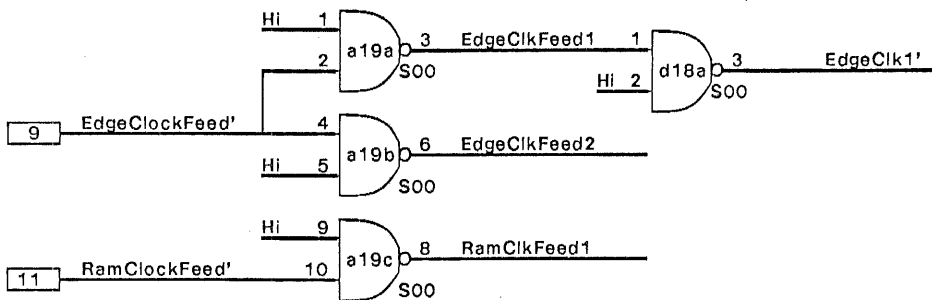 Hi 1
a19a
3 EdgeClkFeed1
1
2
S00
d18a
3 EdgeClk1'
Hi 2
S00
9 EdgeClockFeed'
4
a19b
6 EdgeClkFeed2
Hi 5
S00
Hi 9
a19c
8 RamClkFeed1
11 RamClockFeed'
10
S00